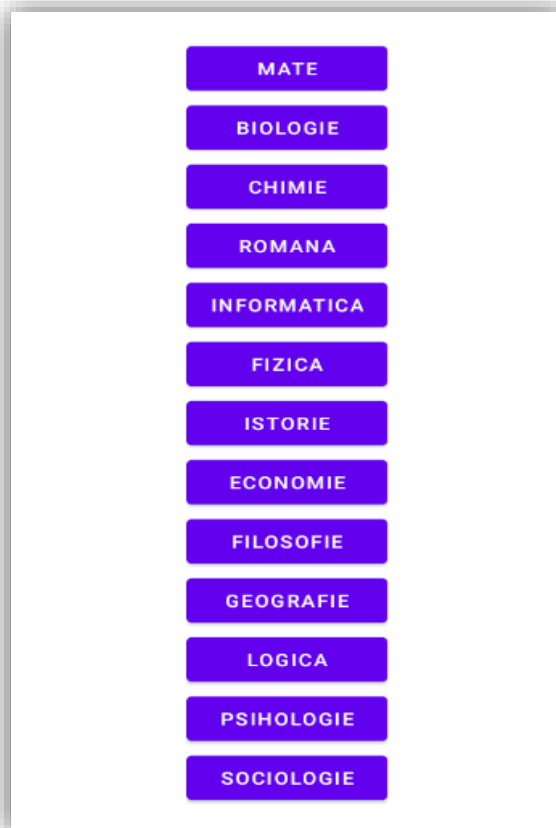 MATE
BIOLOGIE
CHIMIE
ROMANA
INFORMATICA
FIZICA
ISTORIE
ECONOMIE
FILOSOFIE
GEOGRAFIE
LOGICA
PSIHOLOGIE
SOCIOLOGIE